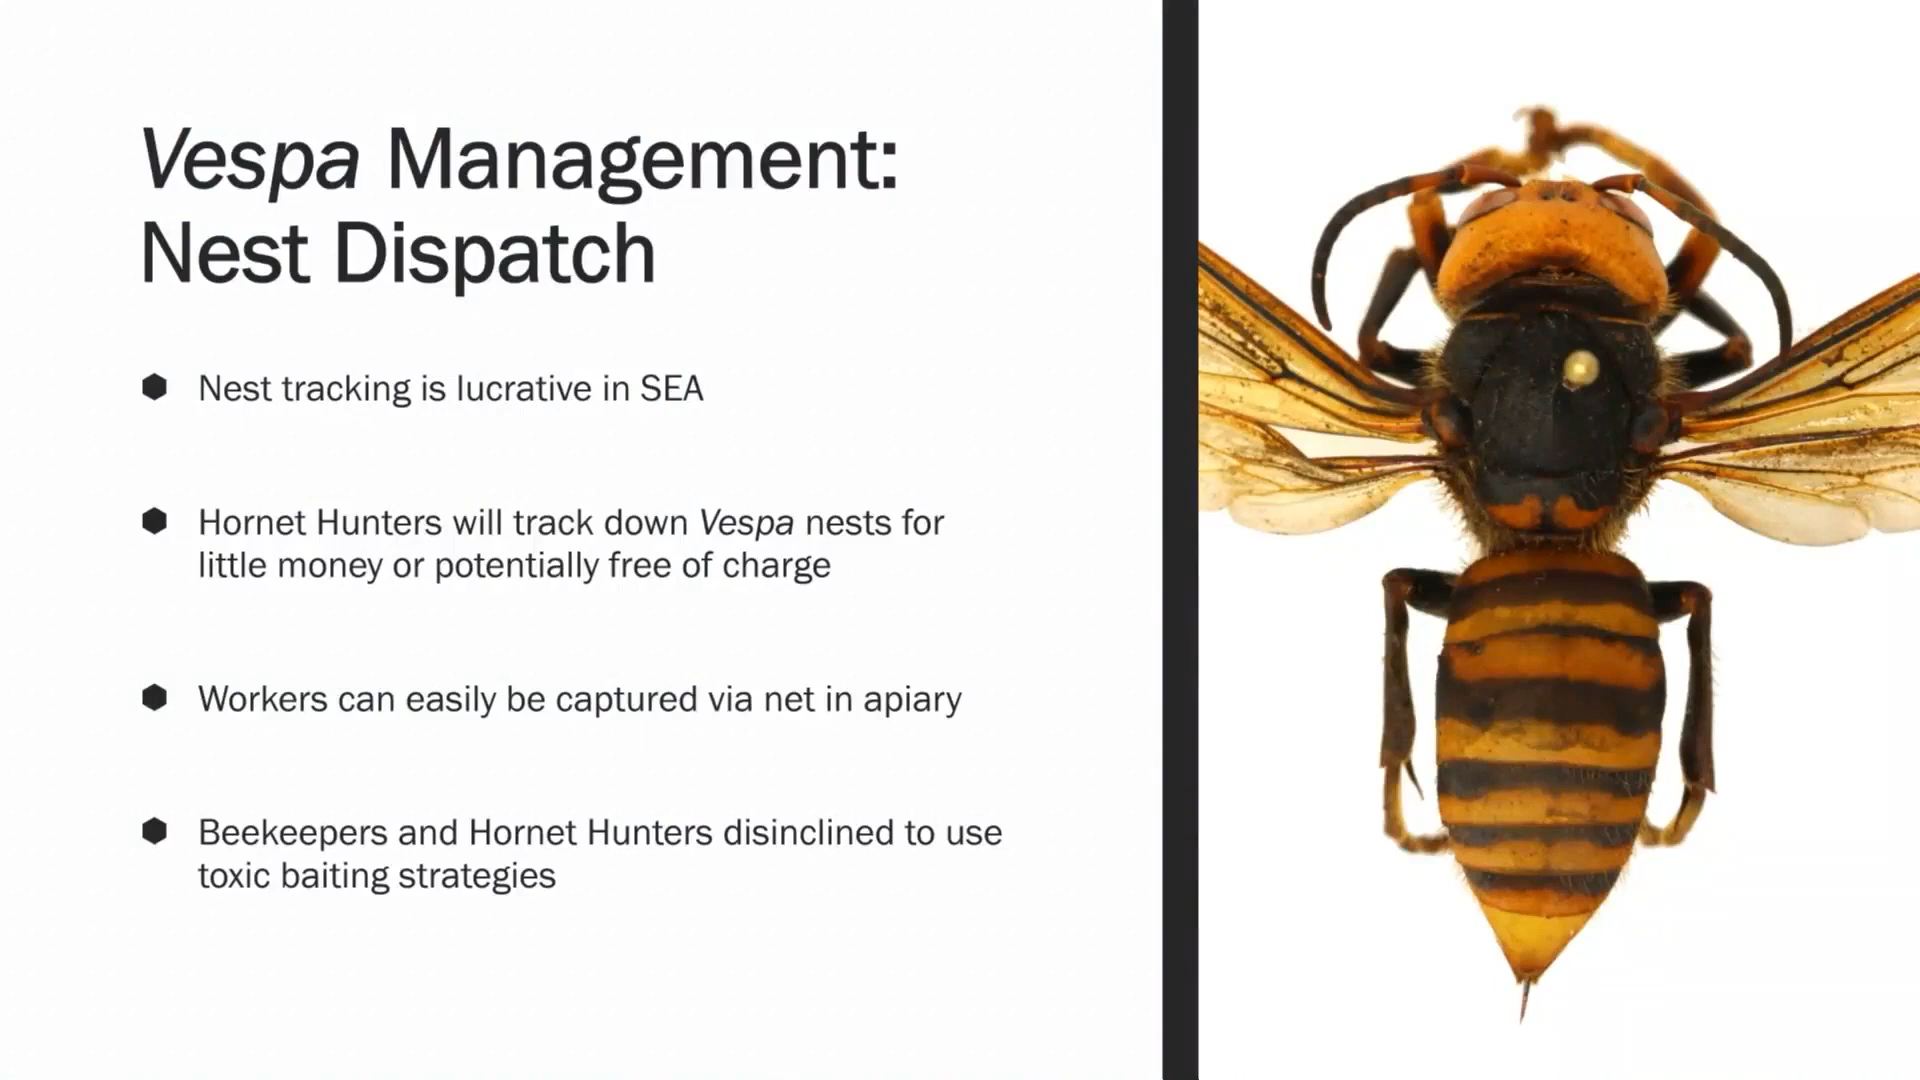 Vespa Management:
Nest Dispatch
Nest tracking is lucrative in SEA
Hornet Hunters will track down Vespa nests for
little money or potentially free of charge
Workers can easily be captured via net in apiary
Beekeepers and Hornet Hunters disinclined to use
toxic baiting strategies